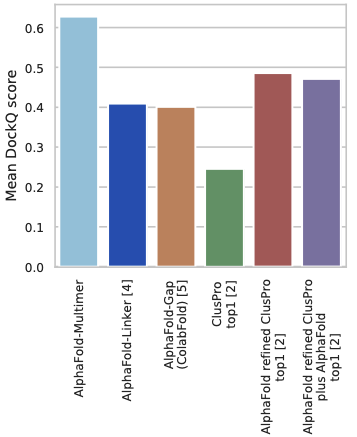 Mean DockQ score
0.6
0.5
0.4
0.3
0.2
0.1
0.0
AlphaFold-Multimer
AlphaFold-Linker [4]
AlphaFold-Gap
(ColabFold) [5]
ClusPro
top1 [2]
AlphaFold refined ClusPro
top1 [2]
AlphaFold refined ClusPro
plus AlphaFold
top1 [2]